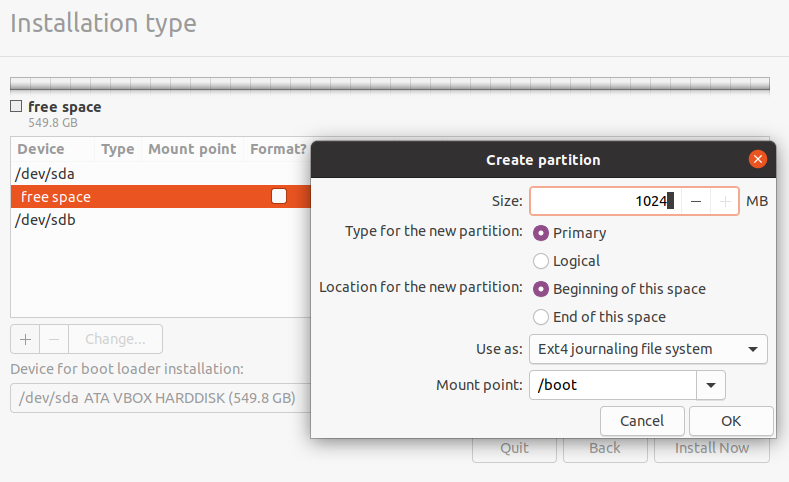 Installation type
free space
549.8 GB
Device Type Mount point Format?
/dev/sda
free space
/dev/sdb
+ − Change...
Device for boot loader installation:
/dev/sda ATA VBOX HARDDISK (549.8 GB)
Quit Back Install Now
Create partition
Size: 1024 − + MB
Type for the new partition: Primary
Logical
Location for the new partition: Beginning of this space
End of this space
Use as: Ext4 journaling file system
Mount point: /boot
Cancel OK